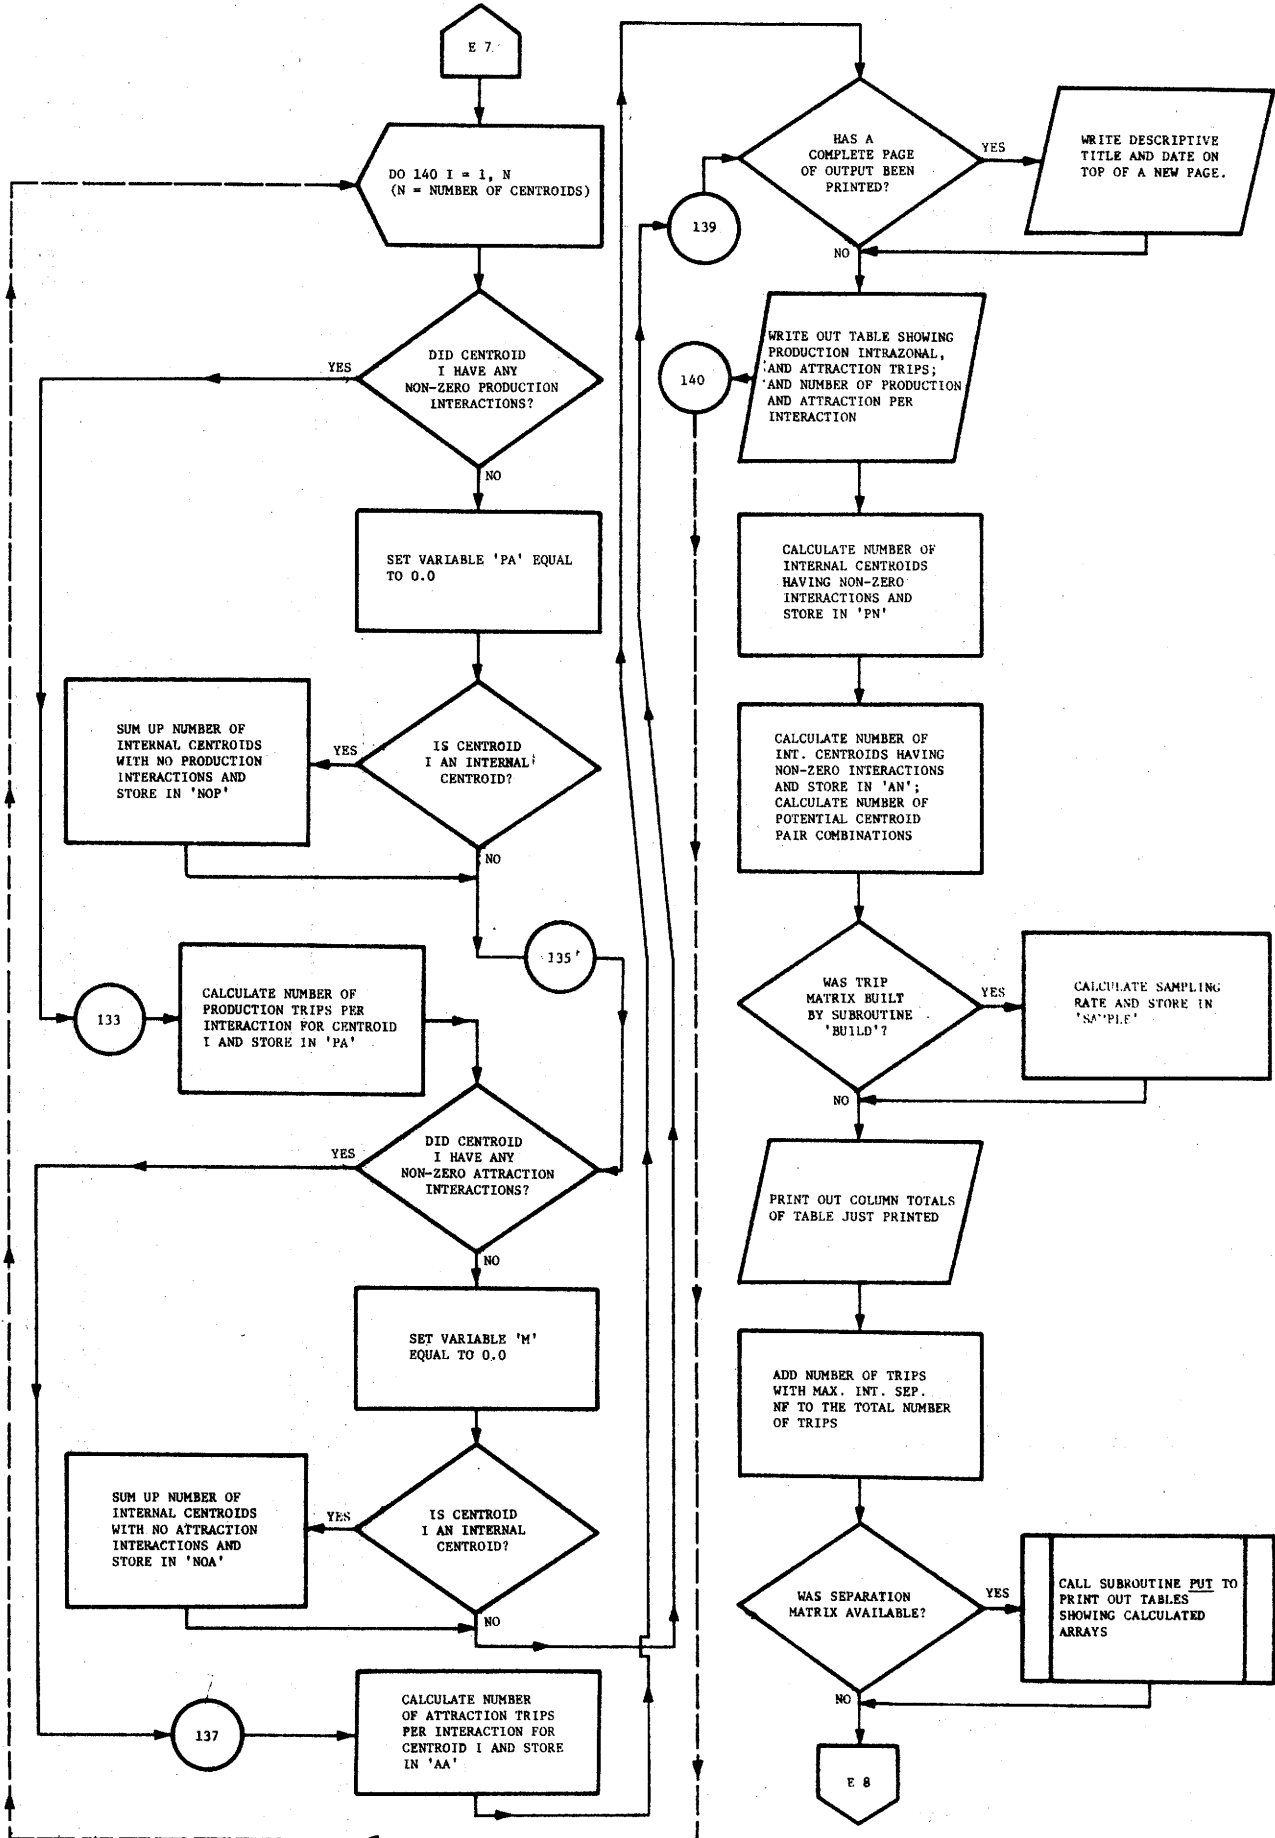 E 7
DO 140 I = 1, N
(N = NUMBER OF CENTROIDS)
DID CENTROID
I HAVE ANY
NON-ZERO PRODUCTION
INTERACTIONS?
YES
NO
SET VARIABLE 'PA' EQUAL
TO 0.0
IS CENTROID
I AN INTERNAL
CENTROID?
YES
NO
SUM UP NUMBER OF
INTERNAL CENTROIDS
WITH NO PRODUCTION
INTERACTIONS AND
STORE IN 'NOP'
135
133
CALCULATE NUMBER OF
PRODUCTION TRIPS PER
INTERACTION FOR CENTROID
I AND STORE IN 'PA'
DID CENTROID
I HAVE ANY
NON-ZERO ATTRACTION
INTERACTIONS?
YES
NO
SET VARIABLE 'M'
EQUAL TO 0.0
IS CENTROID
I AN INTERNAL
CENTROID?
YES
NO
SUM UP NUMBER OF
INTERNAL CENTROIDS
WITH NO ATTRACTION
INTERACTIONS AND
STORE IN 'NOA'
137
CALCULATE NUMBER
OF ATTRACTION TRIPS
PER INTERACTION FOR
CENTROID I AND STORE
IN 'AA'
HAS A
COMPLETE PAGE
OF OUTPUT BEEN
PRINTED?
YES
NO
WRITE DESCRIPTIVE
TITLE AND DATE ON
TOP OF A NEW PAGE.
139
140
WRITE OUT TABLE SHOWING
PRODUCTION INTRAZONAL,
AND ATTRACTION TRIPS;
AND NUMBER OF PRODUCTION
AND ATTRACTION PER
INTERACTION
CALCULATE NUMBER OF
INTERNAL CENTROIDS
HAVING NON-ZERO
INTERACTIONS AND
STORE IN 'PN'
CALCULATE NUMBER OF
INT. CENTROIDS HAVING
NON-ZERO INTERACTIONS
AND STORE IN 'AN';
CALCULATE NUMBER OF
POTENTIAL CENTROID
PAIR COMBINATIONS
WAS TRIP
MATRIX BUILT
BY SUBROUTINE
'BUILD'?
YES
NO
CALCULATE SAMPLING
RATE AND STORE IN
'SAMPLE'
PRINT OUT COLUMN TOTALS
OF TABLE JUST PRINTED
ADD NUMBER OF TRIPS
WITH MAX. INT. SEP.
NF TO THE TOTAL NUMBER
OF TRIPS
WAS SEPARATION
MATRIX AVAILABLE?
YES
NO
CALL SUBROUTINE PUT TO
PRINT OUT TABLES
SHOWING CALCULATED
ARRAYS
E 8